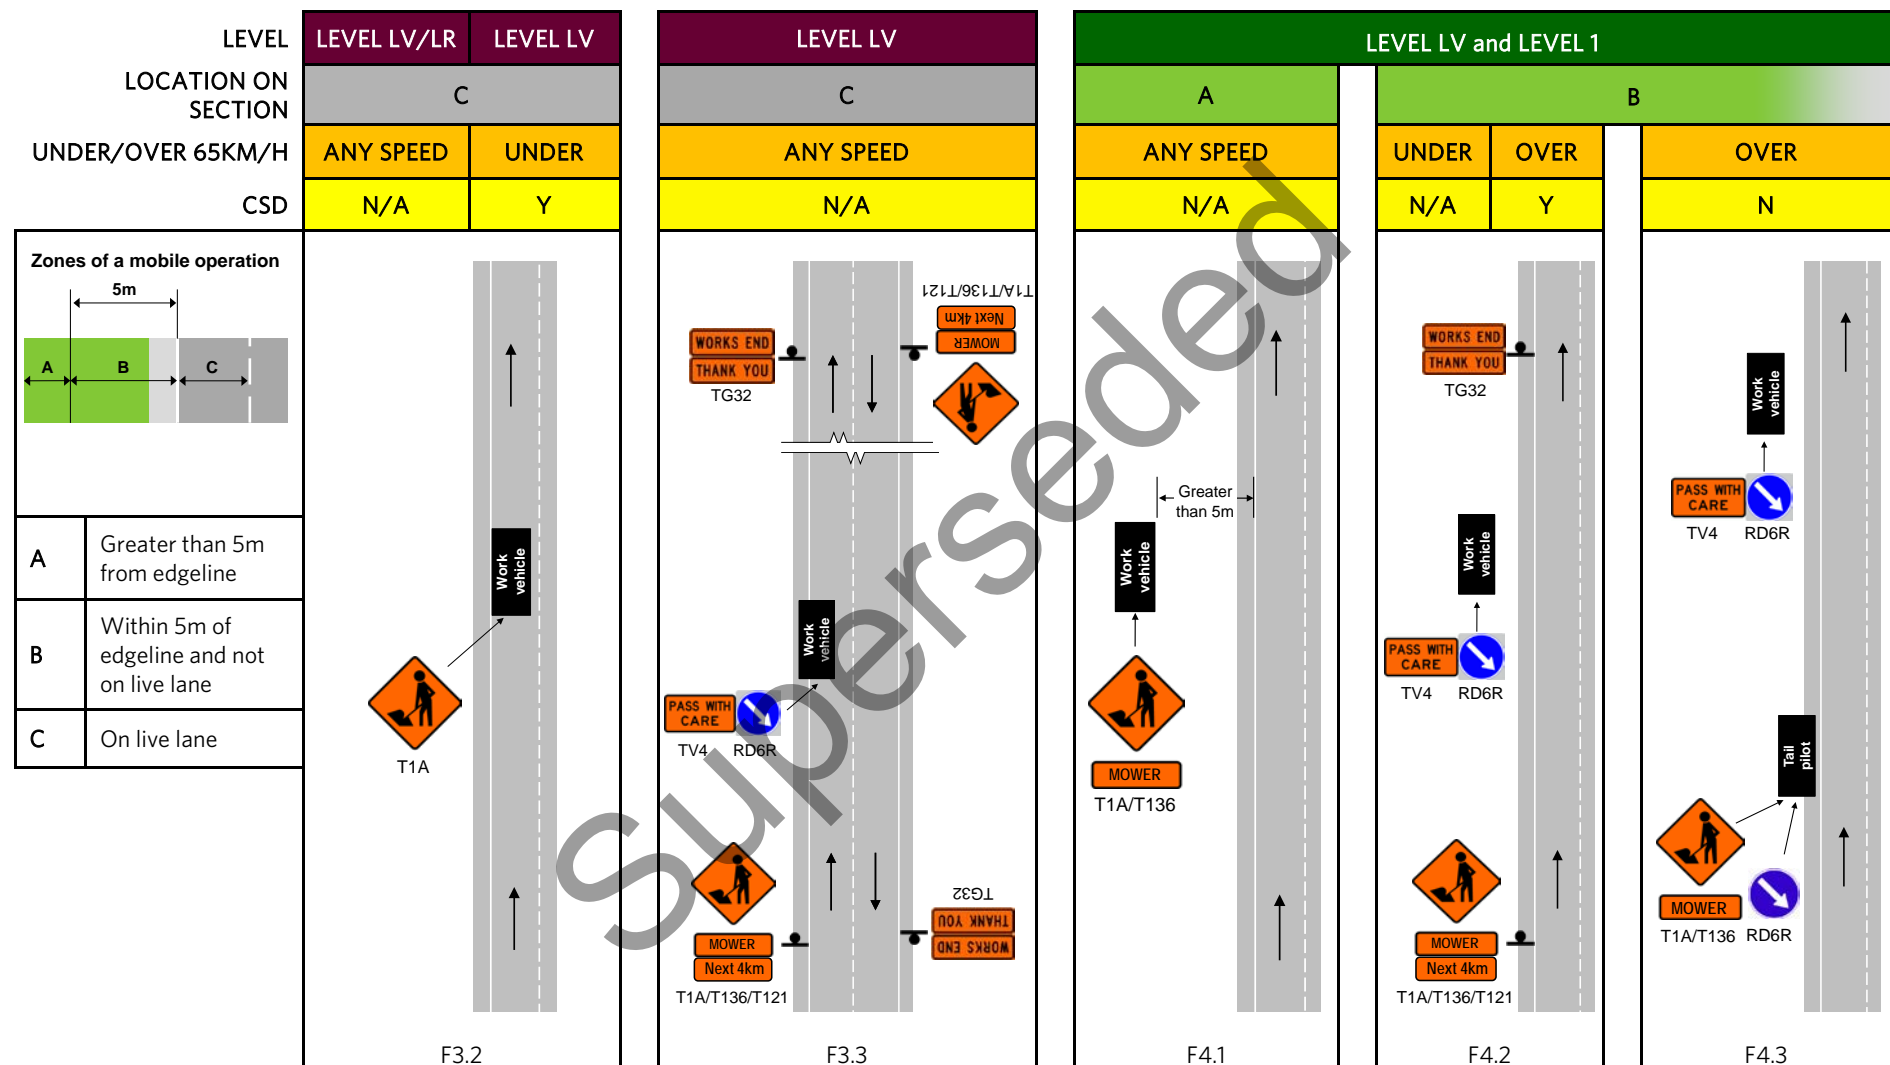 LEVEL
LEVEL LV/LR
LEVEL LV
LEVEL LV
LEVEL LV and LEVEL 1
LOCATION ON
SECTION
C
C
A
B
UNDER/OVER 65KM/H
ANY SPEED
UNDER
ANY SPEED
ANY SPEED
UNDER
OVER
OVER
CSD
N/A
Y
N/A
N/A
N/A
Y
N
Zones of a mobile operation
5m
A
B
C
A
Greater than 5m
from edgeline
B
Within 5m of
edgeline and not
on live lane
C
On live lane
Work
vehicle
T1A
F3.2
T1A/T136/T121
Next 4km
MOWER
WORKS END
THANK YOU
TG32
Work
vehicle
PASS WITH
CARE
TV4
RD6R
MOWER
Next 4km
T1A/T136/T121
TG32
THANK YOU
WORKS END
F3.3
Greater
than 5m
Work
vehicle
MOWER
T1A/T136
F4.1
WORKS END
THANK YOU
TG32
Work
vehicle
PASS WITH
CARE
TV4
RD6R
MOWER
Next 4km
T1A/T136/T121
F4.2
Work
vehicle
PASS WITH
CARE
TV4
RD6R
Tail
pilot
MOWER
T1A/T136
RD6R
F4.3
Superseded